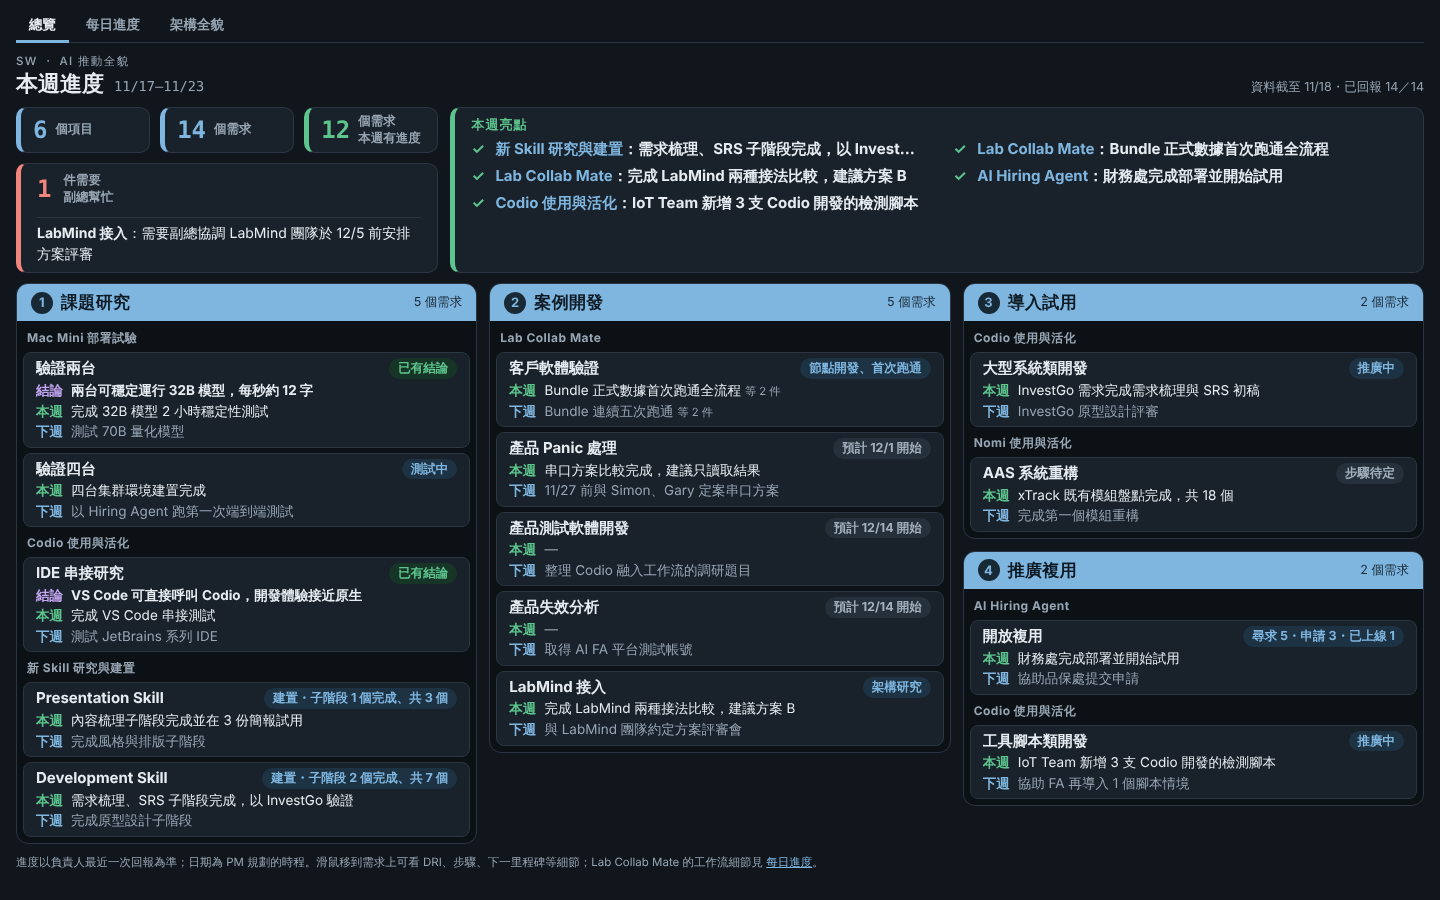 總覽 每日進度 架構全貌
SW · AI 推動全貌
本週進度 11/17–11/23
資料截至 11/18・已回報 14／14
6 個項目
14 個需求
12 個需求
本週有進度
1 件需要
副總幫忙
LabMind 接入：需要副總協調 LabMind 團隊於 12/5 前安排
方案評審
本週亮點
✓ 新 Skill 研究與建置：需求梳理、SRS 子階段完成，以 Invest…
✓ Lab Collab Mate：Bundle 正式數據首次跑通全流程
✓ Lab Collab Mate：完成 LabMind 兩種接法比較，建議方案 B
✓ AI Hiring Agent：財務處完成部署並開始試用
✓ Codio 使用與活化：IoT Team 新增 3 支 Codio 開發的檢測腳本
1 課題研究 5 個需求
Mac Mini 部署試驗
驗證兩台 已有結論
結論 兩台可穩定運行 32B 模型，每秒約 12 字
本週 完成 32B 模型 2 小時穩定性測試
下週 測試 70B 量化模型
驗證四台 測試中
本週 四台集群環境建置完成
下週 以 Hiring Agent 跑第一次端到端測試
Codio 使用與活化
IDE 串接研究 已有結論
結論 VS Code 可直接呼叫 Codio，開發體驗接近原生
本週 完成 VS Code 串接測試
下週 測試 JetBrains 系列 IDE
新 Skill 研究與建置
Presentation Skill 建置・子階段 1 個完成、共 3 個
本週 內容梳理子階段完成並在 3 份簡報試用
下週 完成風格與排版子階段
Development Skill 建置・子階段 2 個完成、共 7 個
本週 需求梳理、SRS 子階段完成，以 InvestGo 驗證
下週 完成原型設計子階段
2 案例開發 5 個需求
Lab Collab Mate
客戶軟體驗證 節點開發、首次跑通
本週 Bundle 正式數據首次跑通全流程 等 2 件
下週 Bundle 連續五次跑通 等 2 件
產品 Panic 處理 預計 12/1 開始
本週 串口方案比較完成，建議只讀取結果
下週 11/27 前與 Simon、Gary 定案串口方案
產品測試軟體開發 預計 12/14 開始
本週 —
下週 整理 Codio 融入工作流的調研題目
產品失效分析 預計 12/14 開始
本週 —
下週 取得 AI FA 平台測試帳號
LabMind 接入 架構研究
本週 完成 LabMind 兩種接法比較，建議方案 B
下週 與 LabMind 團隊約定方案評審會
3 導入試用 2 個需求
Codio 使用與活化
大型系統類開發 推廣中
本週 InvestGo 需求完成需求梳理與 SRS 初稿
下週 InvestGo 原型設計評審
Nomi 使用與活化
AAS 系統重構 步驟待定
本週 xTrack 既有模組盤點完成，共 18 個
下週 完成第一個模組重構
4 推廣複用 2 個需求
AI Hiring Agent
開放複用 尋求 5・申請 3・已上線 1
本週 財務處完成部署並開始試用
下週 協助品保處提交申請
Codio 使用與活化
工具腳本類開發 推廣中
本週 IoT Team 新增 3 支 Codio 開發的檢測腳本
下週 協助 FA 再導入 1 個腳本情境
進度以負責人最近一次回報為準；日期為 PM 規劃的時程。滑鼠移到需求上可看 DRI、步驟、下一里程碑等細節；Lab Collab Mate 的工作流細節見 每日進度。